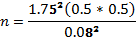 n = 1.75²(0.5 * 0.5) / 0.08²